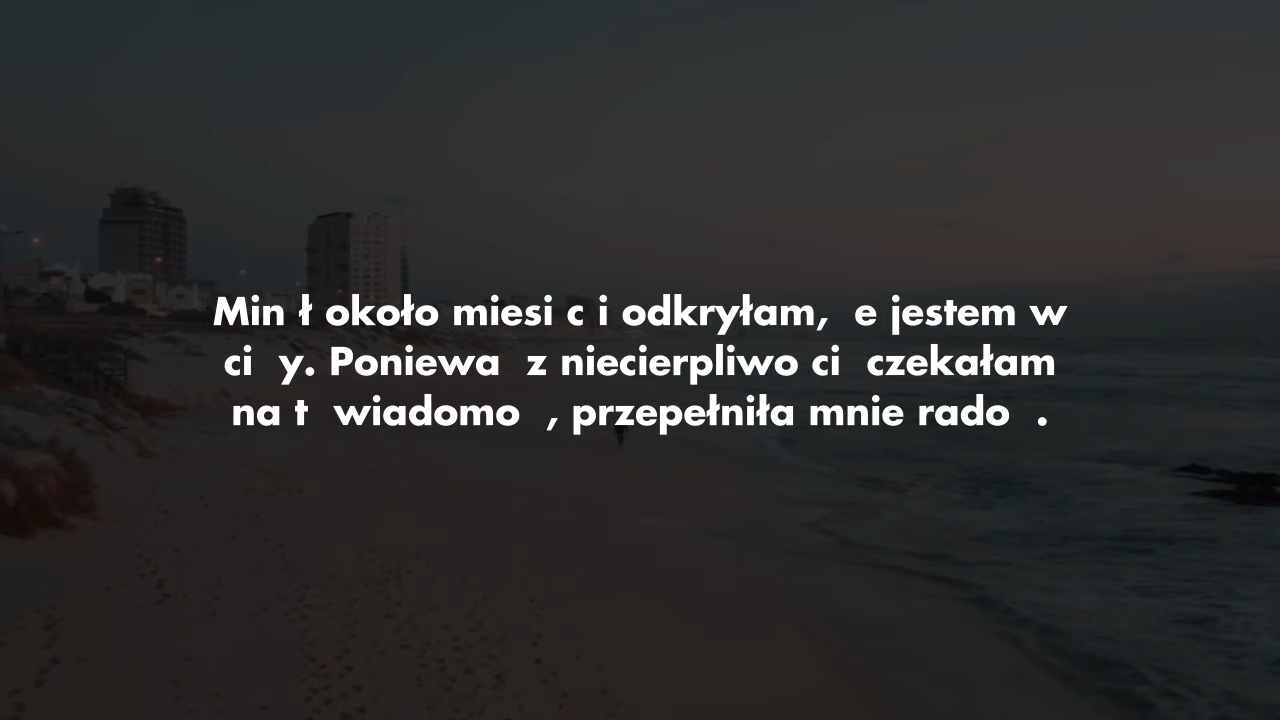 Min ł około miesi c i odkryłam,  e jestem w
ci  y. Poniewa  z niecierpliwo ci  czekałam
na t  wiadomo  , przepełniła mnie rado  .